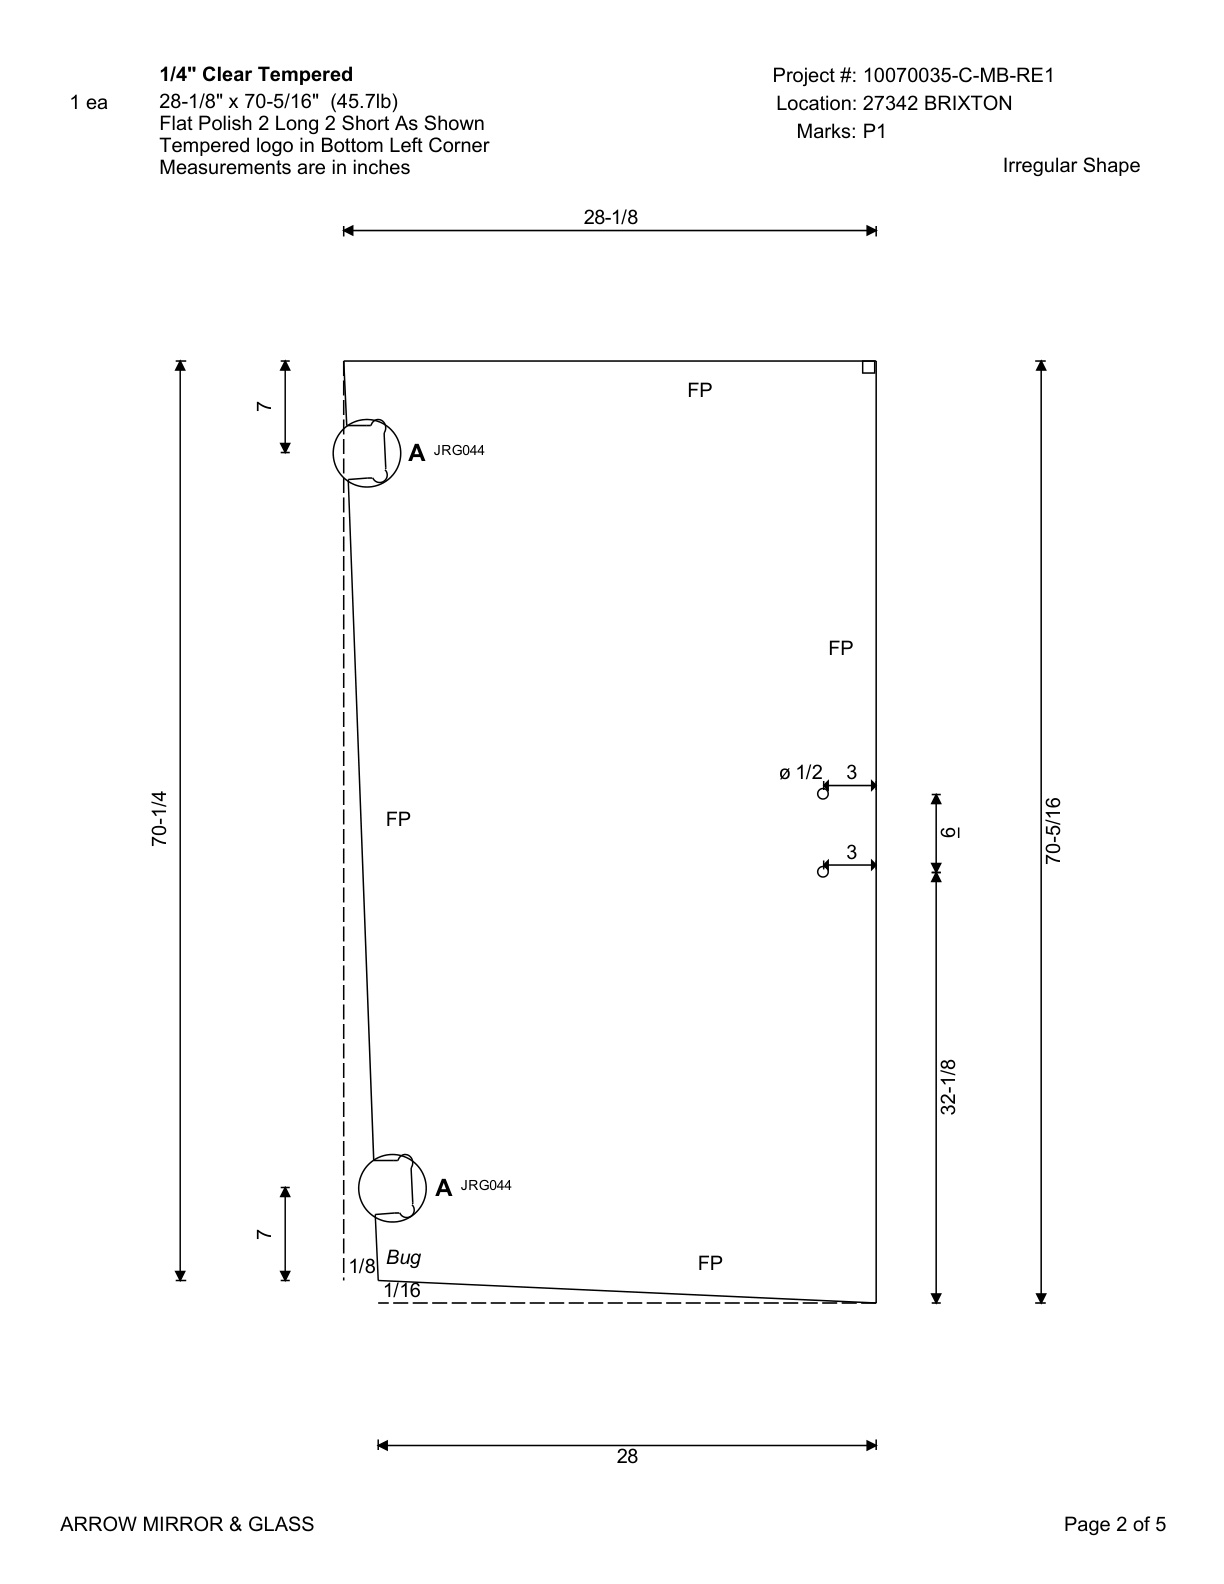 1/4" Clear Tempered
Project #: 10070035-C-MB-RE1
1 ea
28-1/8" x 70-5/16" (45.7lb)
Location: 27342 BRIXTON
Flat Polish 2 Long 2 Short As Shown
Marks: P1
Tempered logo in Bottom Left Corner
Measurements are in inches
Irregular Shape
28-1/8
FP
7
A JRG044
FP
ø 1/2 3
70-1/4
FP
6
70-5/16
3
32-1/8
A JRG044
7
1/8 Bug
FP
1/16
28
ARROW MIRROR & GLASS
Page 2 of 5